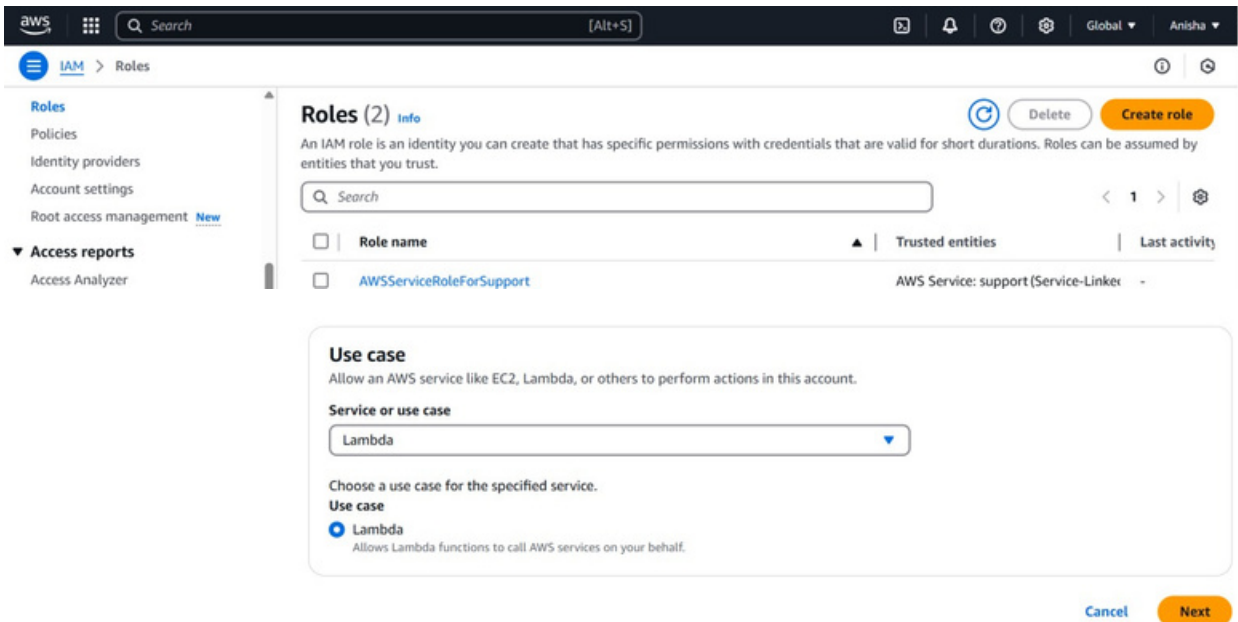 aws Search [Alt+S] Global Anisha
IAM > Roles
Roles
Policies
Identity providers
Account settings
Root access management New
Access reports
Access Analyzer
Roles (2) Info
Delete
Create role
An IAM role is an identity you can create that has specific permissions with credentials that are valid for short durations. Roles can be assumed by
entities that you trust.
Search
< 1 >
Role name Trusted entities Last activity
AWSServiceRoleForSupport AWS Service: support (Service-Linke -
Use case
Allow an AWS service like EC2, Lambda, or others to perform actions in this account.
Service or use case
Lambda
Choose a use case for the specified service.
Use case
Lambda
Allows Lambda functions to call AWS services on your behalf.
Cancel Next